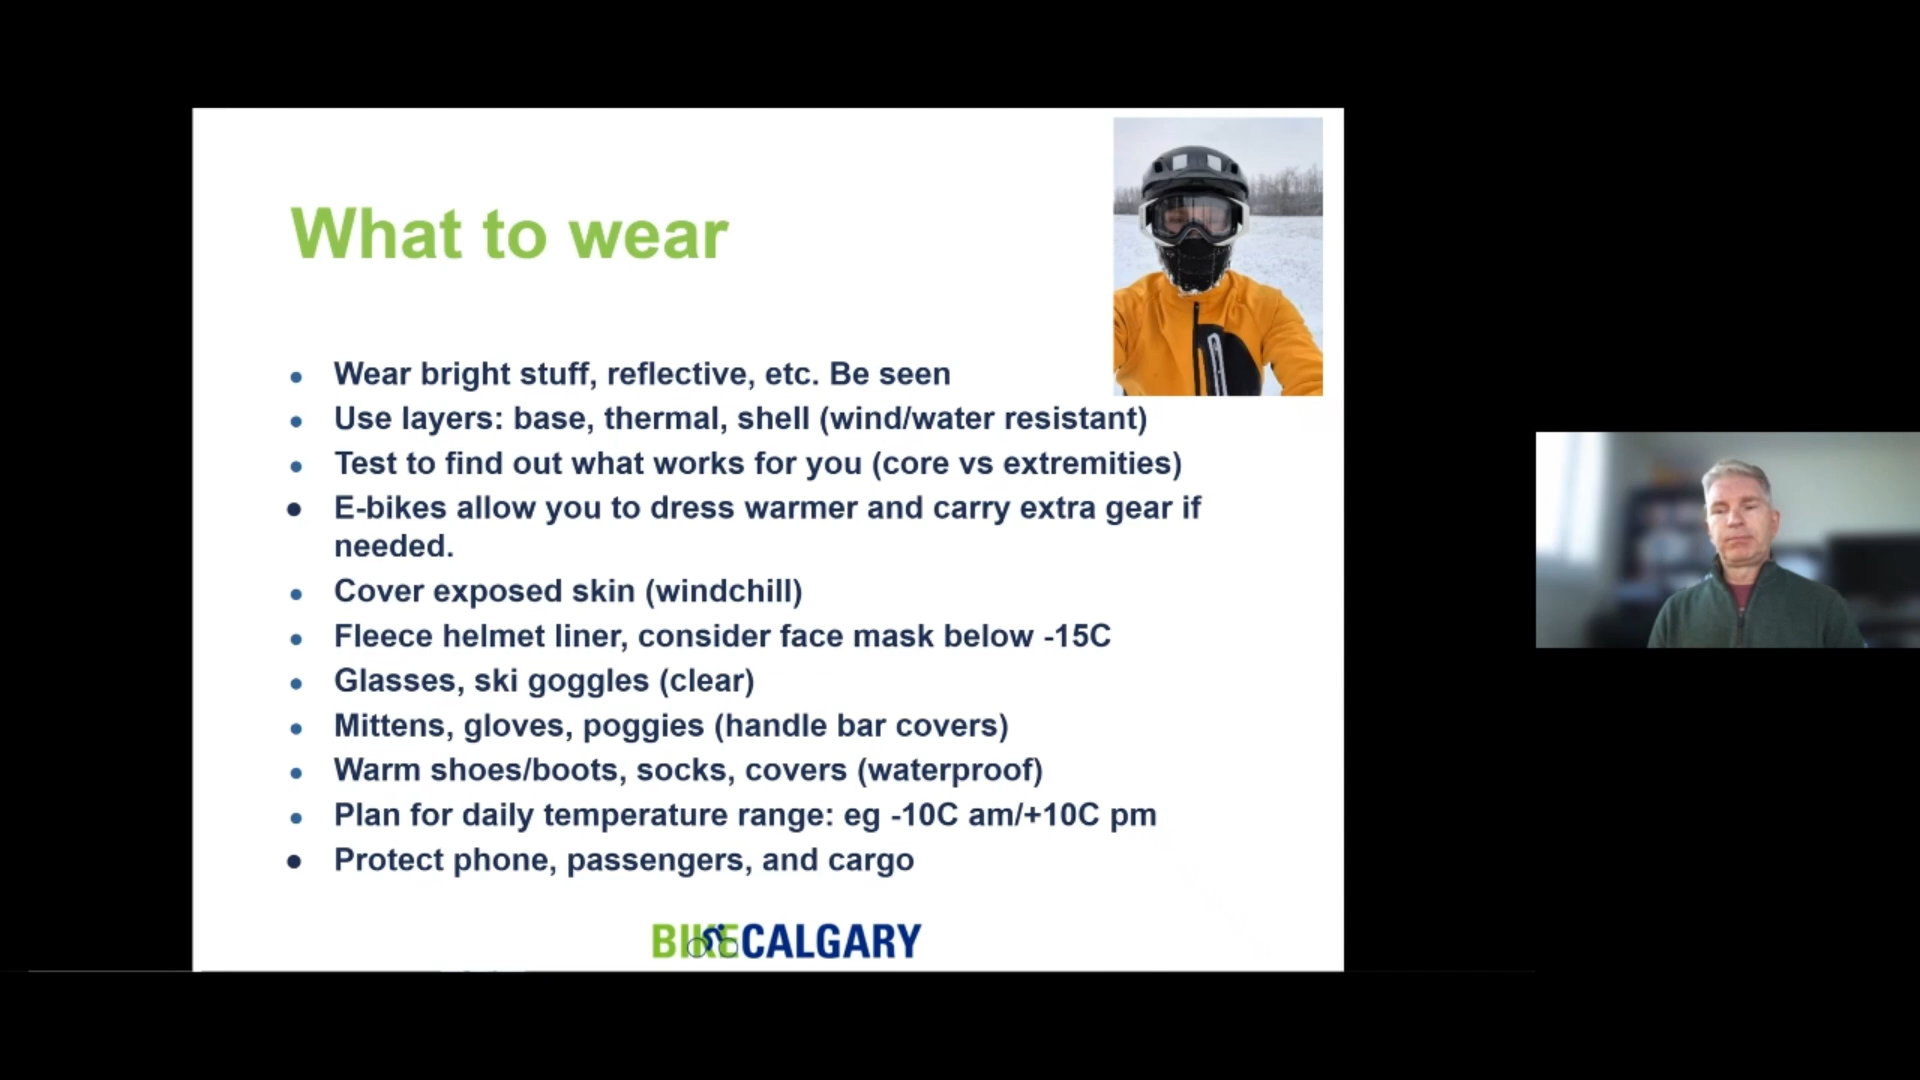 What to wear
Wear bright stuff, reflective, etc. Be seen
Use layers: base, thermal, shell (wind/water resistant)
Test to find out what works for you (core vs extremities)
E-bikes allow you to dress warmer and carry extra gear if
needed.
Cover exposed skin (windchill)
Fleece helmet liner, consider face mask below -15C
Glasses, ski goggles (clear)
Mittens, gloves, poggies (handle bar covers)
Warm shoes/boots, socks, covers (waterproof)
Plan for daily temperature range: eg -10C am/+10C pm
Protect phone, passengers, and cargo
BIKECALGARY